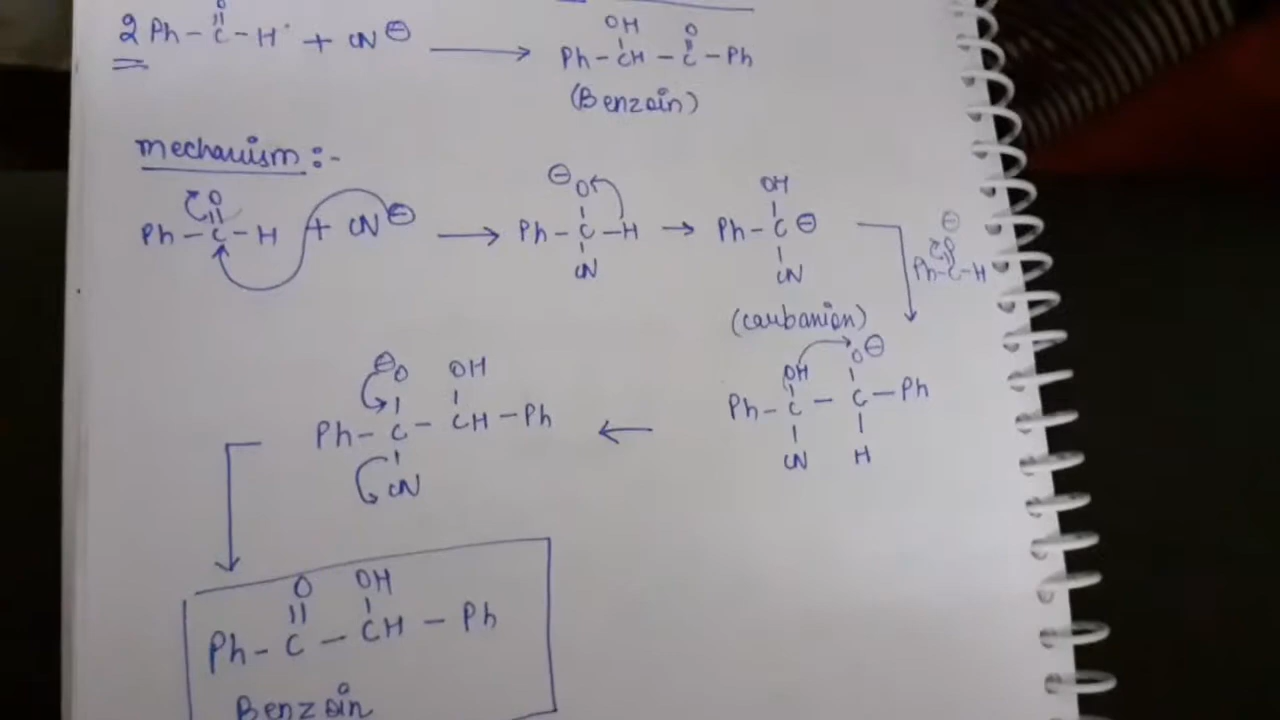 2 Ph-C(=O)-H + CN⊖ → Ph-CH(OH)-C(=O)-Ph
(Benzoin)
mechanism :-
Ph-C(=O)-H + CN⊖ → Ph-C(O⊖)(CN)-H → Ph-C⊖(OH)(CN)
Ph-C(=O)-H ⊖
(carbanion)
Ph-C(OH)(CN)-C(O⊖)(H)-Ph
← Ph-C(O⊖)(CN)-CH(OH)-Ph
Ph-C(=O)-CH(OH)-Ph
Benzoin